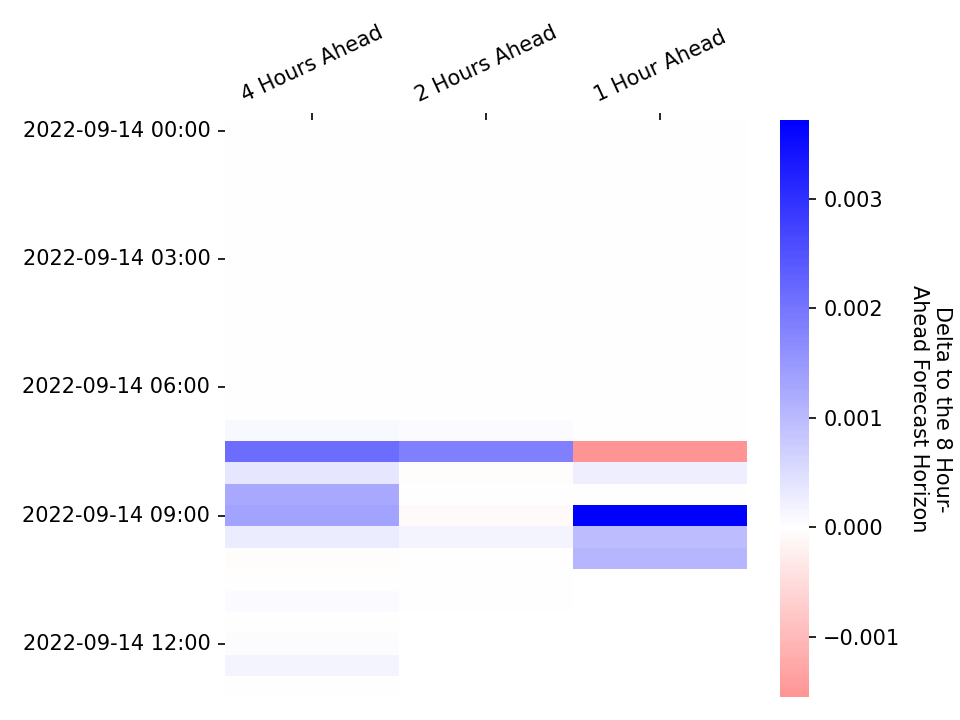 4 Hours Ahead
2 Hours Ahead
1 Hour Ahead
2022-09-14 00:00
2022-09-14 03:00
2022-09-14 06:00
2022-09-14 09:00
2022-09-14 12:00
0.003
0.002
0.001
0.000
−0.001
Delta to the 8 Hour-
Ahead Forecast Horizon